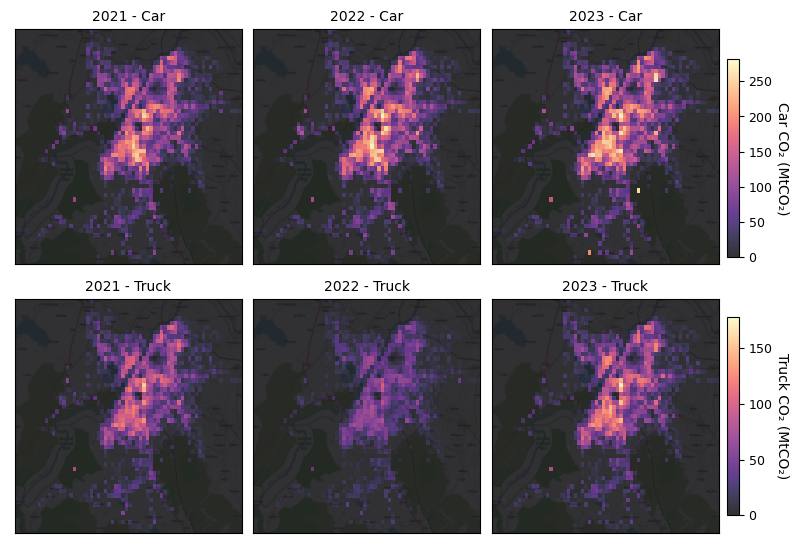 2021 - Car
2022 - Car
2023 - Car
250
200
150
100
50
0
Car CO₂ (MtCO₂)
2021 - Truck
2022 - Truck
2023 - Truck
150
100
50
0
Truck CO₂ (MtCO₂)